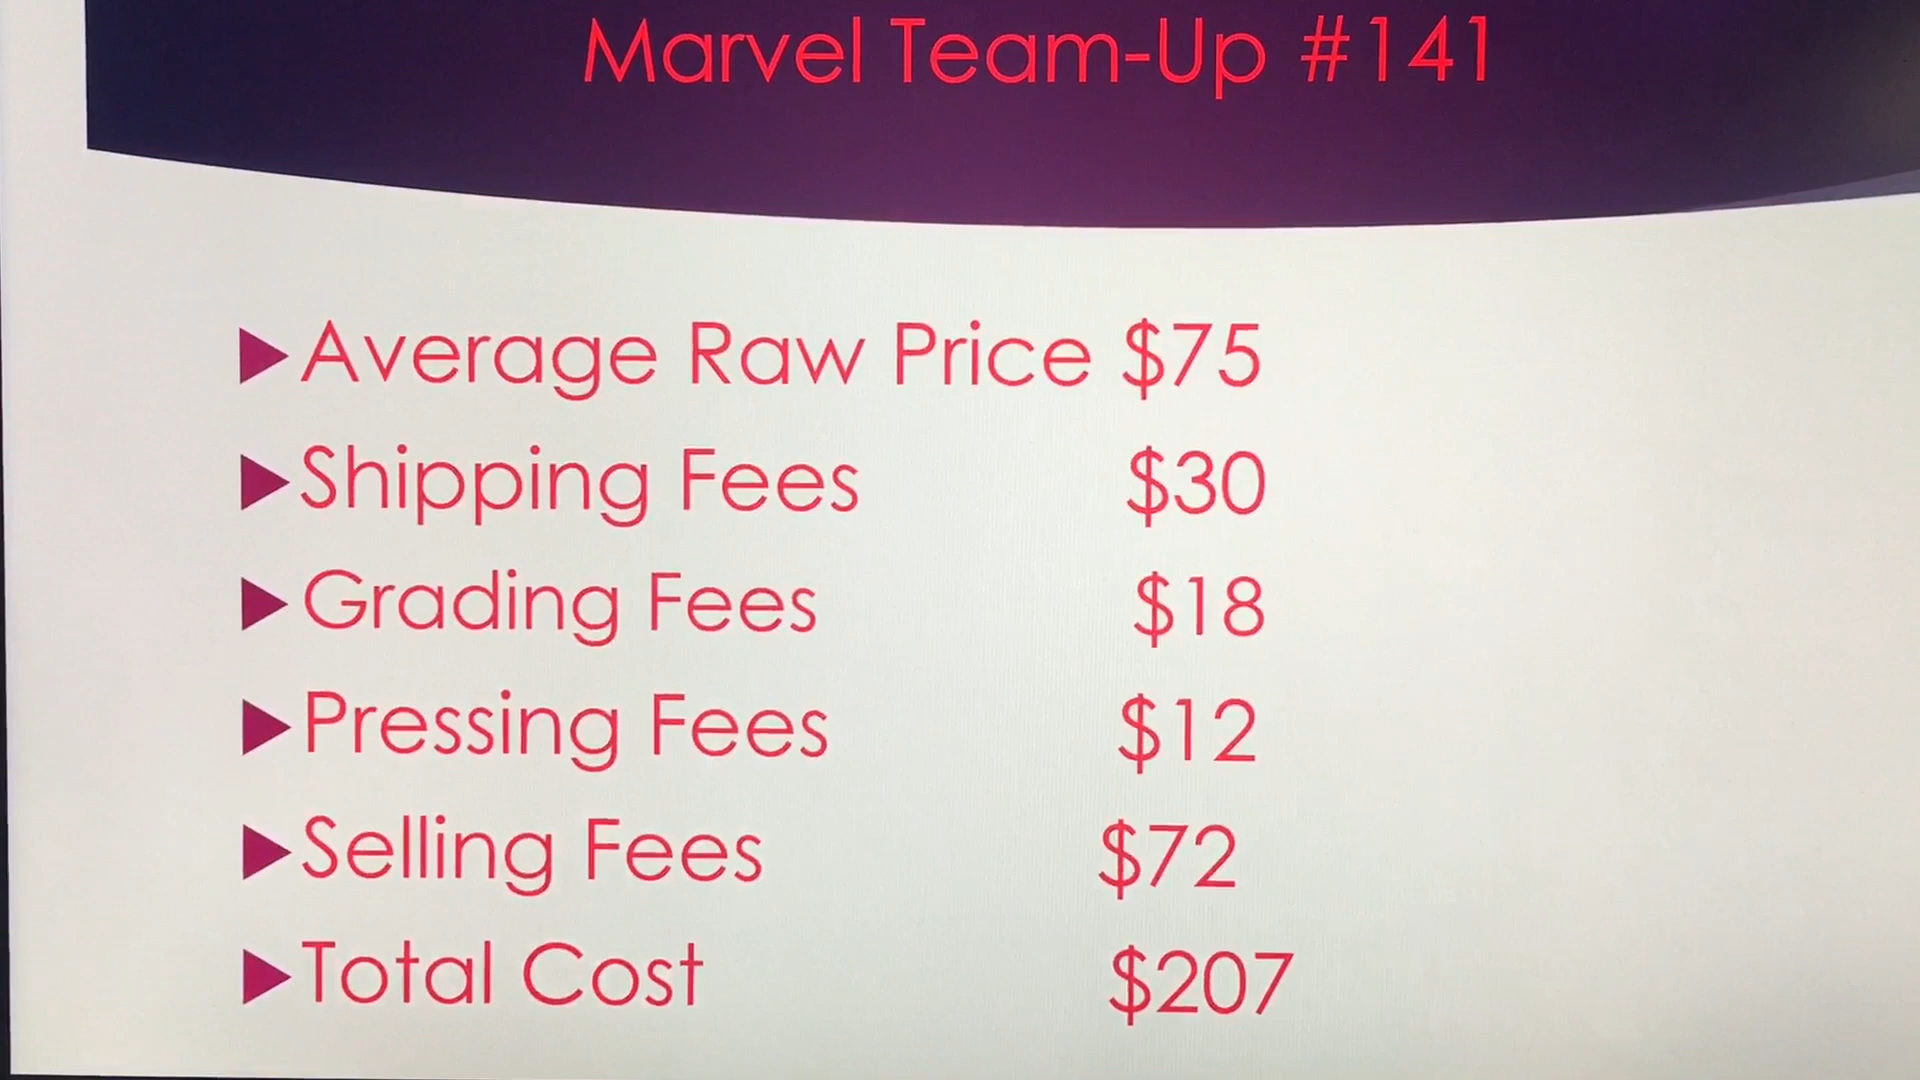 Marvel Team-Up #141
Average Raw Price $75
Shipping Fees $30
Grading Fees $18
Pressing Fees $12
Selling Fees $72
Total Cost $207